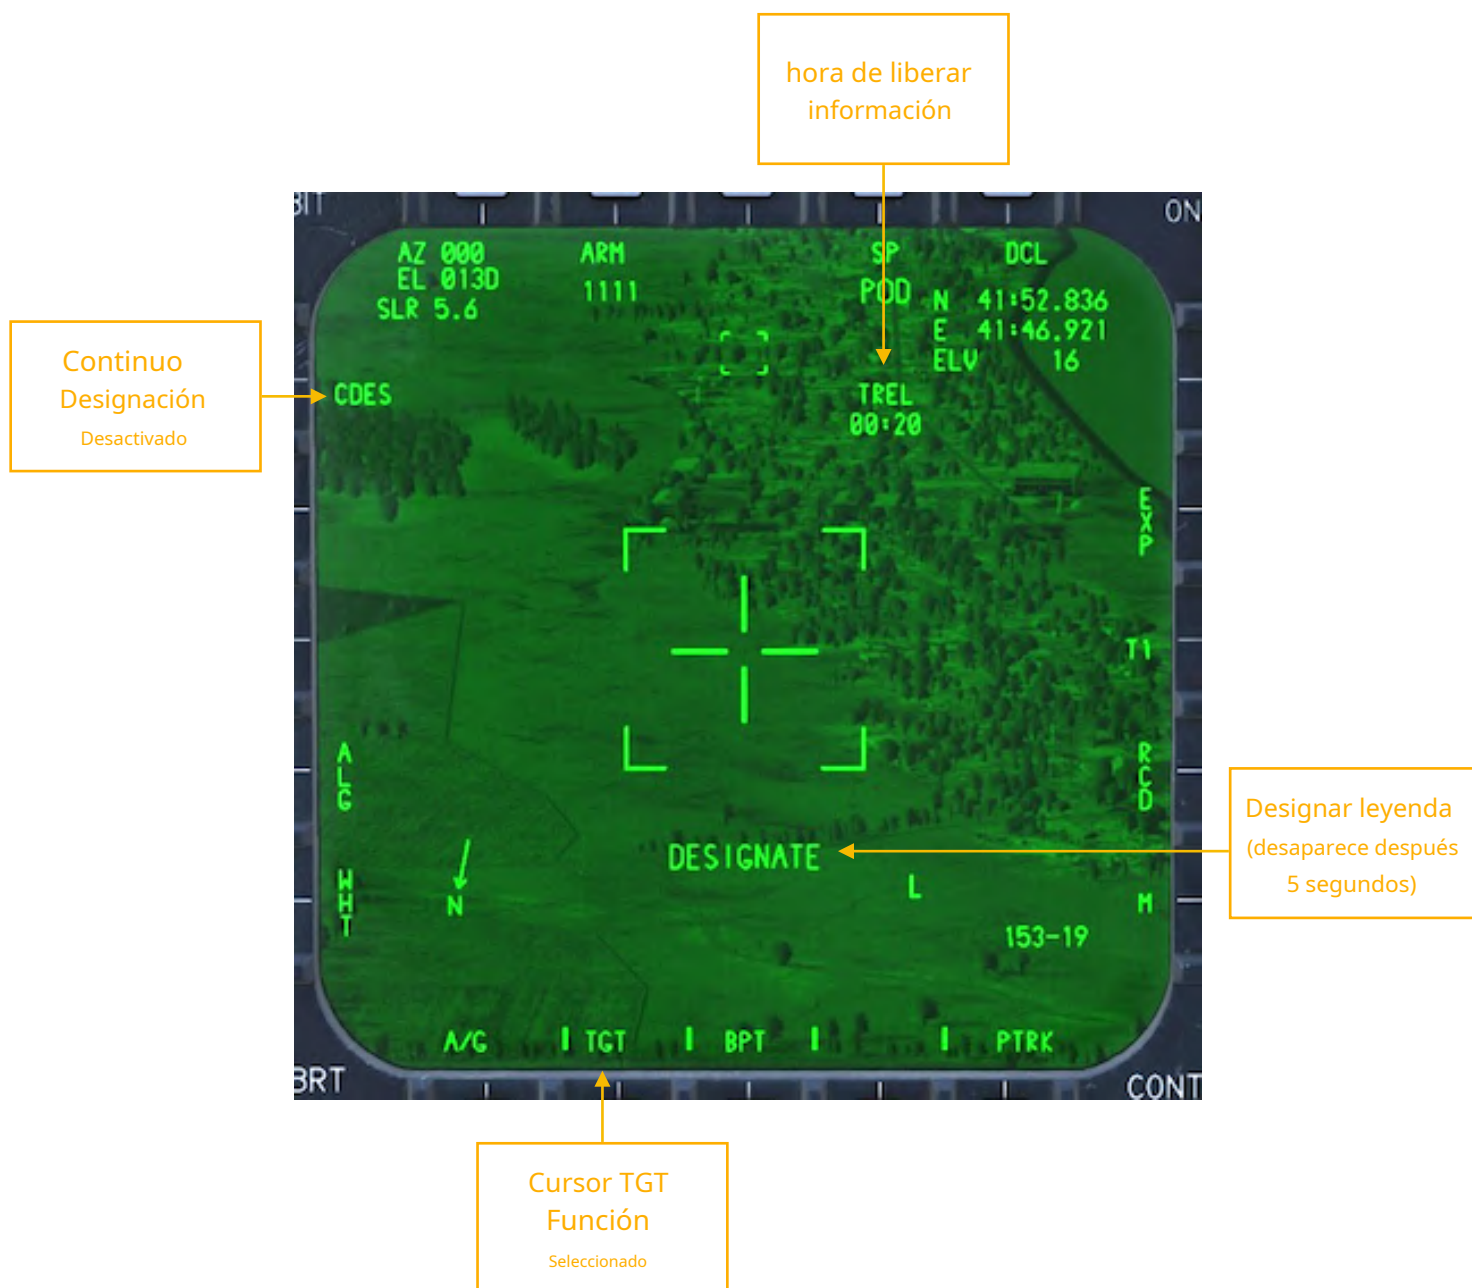 hora de liberar
información
BIT
ON
AZ 000
EL 013D
SLR 5.6
ARM
1111
SP
POD
DCL
N 41:52.836
E 41:46.921
ELV 16
Continuo
Designación
Desactivado
CDES
TREL
00:20
EXP
T1
ALG
RCD
Designar leyenda
(desaparece después
5 segundos)
DESIGNATE
L
WHT
N
M
153-19
A/G
TGT
BPT
PTRK
BRT
CONT
Cursor TGT
Función
Seleccionado